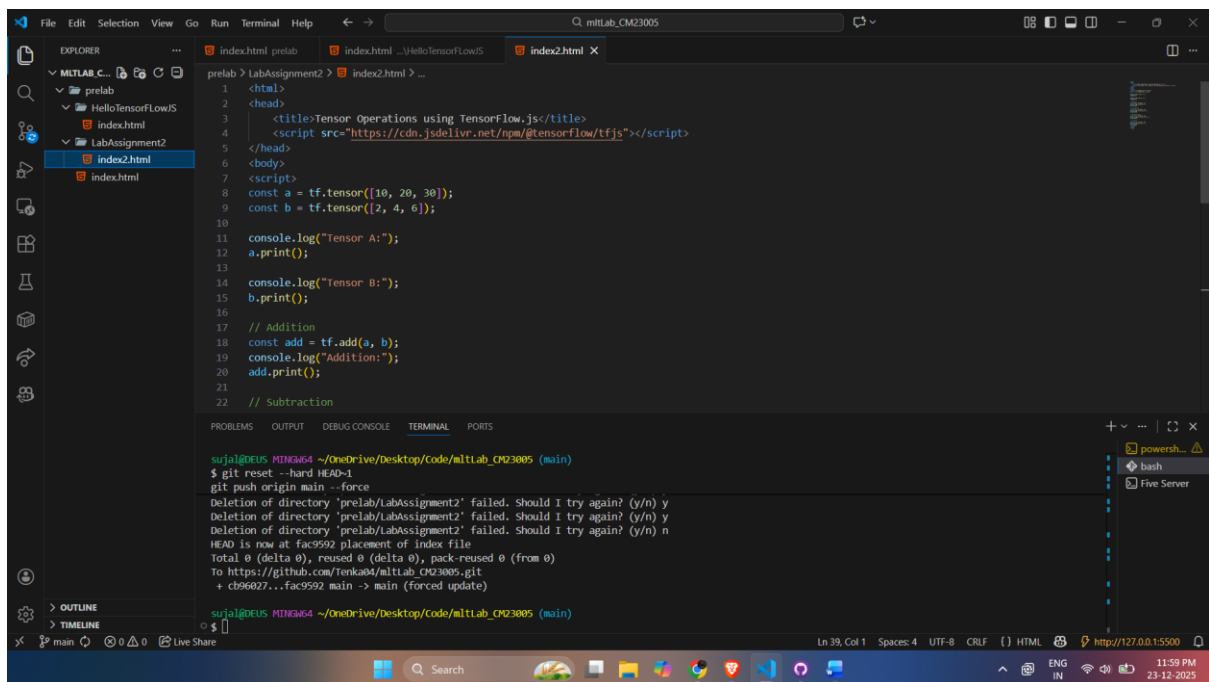 File Edit Selection View Go Run Terminal Help
mltLab_CM23005
EXPLORER
MLTLAB_C...
prelab
HelloTensorFLowJS
index.html
LabAssignment2
index2.html
index.html
OUTLINE
TIMELINE
index.html prelab
index.html ...\HelloTensorFLowJS
index2.html
prelab > LabAssignment2 > index2.html > ...
1 <html>
2 <head>
3 <title>Tensor Operations using TensorFlow.js</title>
4 <script src="https://cdn.jsdelivr.net/npm/@tensorflow/tfjs"></script>
5 </head>
6 <body>
7 <script>
8 const a = tf.tensor([10, 20, 30]);
9 const b = tf.tensor([2, 4, 6]);
10
11 console.log("Tensor A:");
12 a.print();
13
14 console.log("Tensor B:");
15 b.print();
16
17 // Addition
18 const add = tf.add(a, b);
19 console.log("Addition:");
20 add.print();
21
22 // Subtraction
PROBLEMS OUTPUT DEBUG CONSOLE TERMINAL PORTS
sujal@DEUS MINGW64 ~/OneDrive/Desktop/Code/mltLab_CM23005 (main)
$ git reset --hard HEAD~1
git push origin main --force
Deletion of directory 'prelab/LabAssignment2' failed. Should I try again? (y/n) y
Deletion of directory 'prelab/LabAssignment2' failed. Should I try again? (y/n) y
Deletion of directory 'prelab/LabAssignment2' failed. Should I try again? (y/n) n
HEAD is now at fac9592 placement of index file
Total 0 (delta 0), reused 0 (delta 0), pack-reused 0 (from 0)
To https://github.com/Tenka04/mltLab_CM23005.git
+ cb96027...fac9592 main -> main (forced update)
sujal@DEUS MINGW64 ~/OneDrive/Desktop/Code/mltLab_CM23005 (main)
$
powersh...
bash
Five Server
main 0 0 Live Share
Ln 39, Col 1 Spaces: 4 UTF-8 CRLF {} HTML http://127.0.0.1:5500
Search
ENG
IN
11:59 PM
23-12-2025